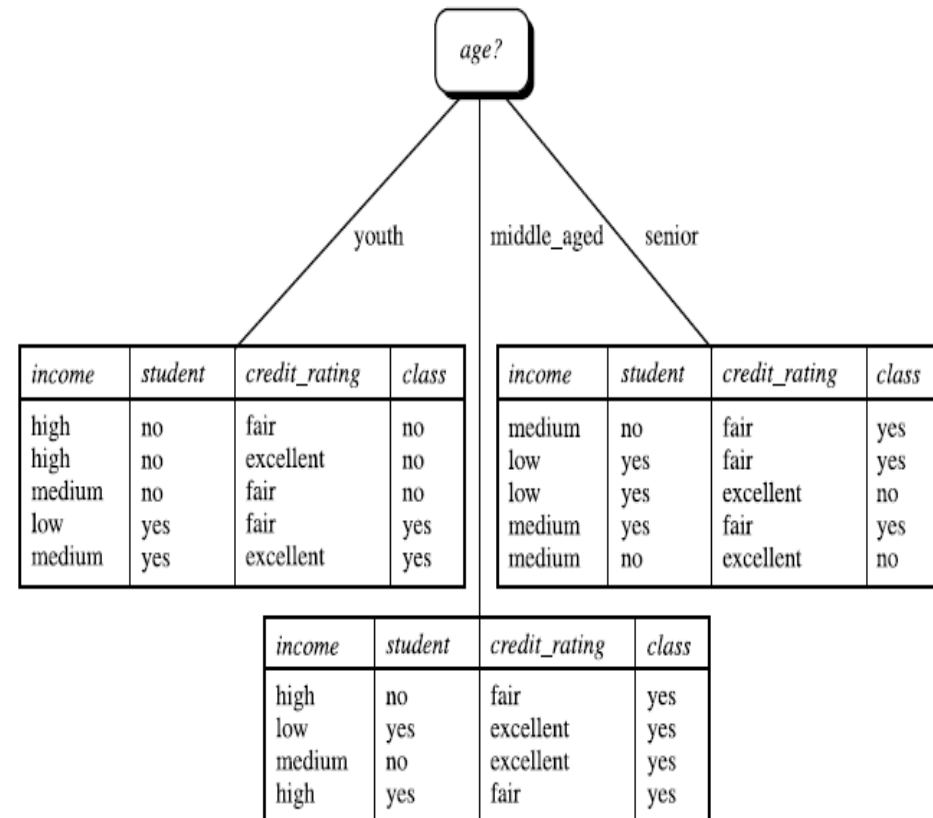 age?
youth middle_aged senior
income student credit_rating class
high no fair no
high no excellent no
medium no fair no
low yes fair yes
medium yes excellent yes
income student credit_rating class
medium no fair yes
low yes fair yes
low yes excellent no
medium yes fair yes
medium no excellent no
income student credit_rating class
high no fair yes
low yes excellent yes
medium no excellent yes
high yes fair yes